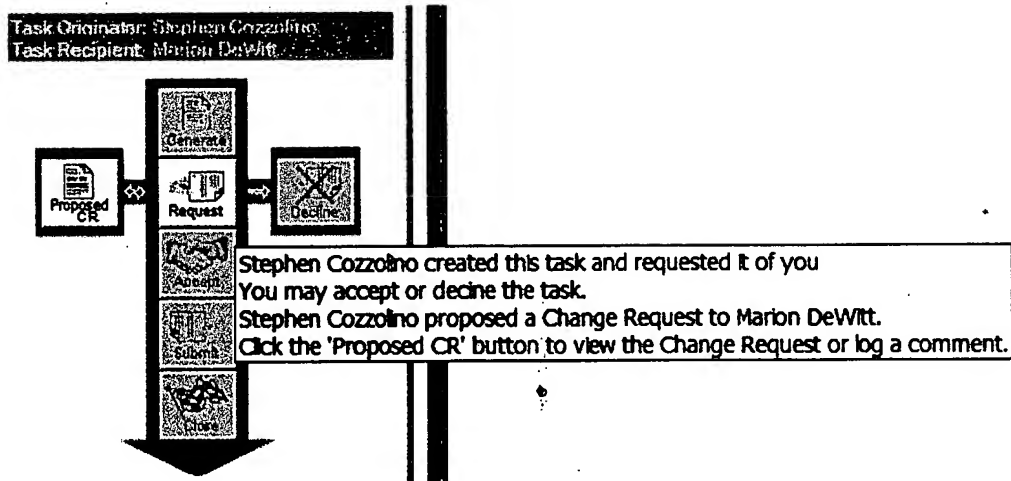 Task Originator: Stephen Cozzolino
Task Recipient: Marion DeWitt
Generate
Proposed
CR
Request
Decline
Accept
Submit
Close
Stephen Cozzolino created this task and requested it of you
You may accept or decline the task.
Stephen Cozzolino proposed a Change Request to Marion DeWitt.
Click the 'Proposed CR' button to view the Change Request or log a comment.